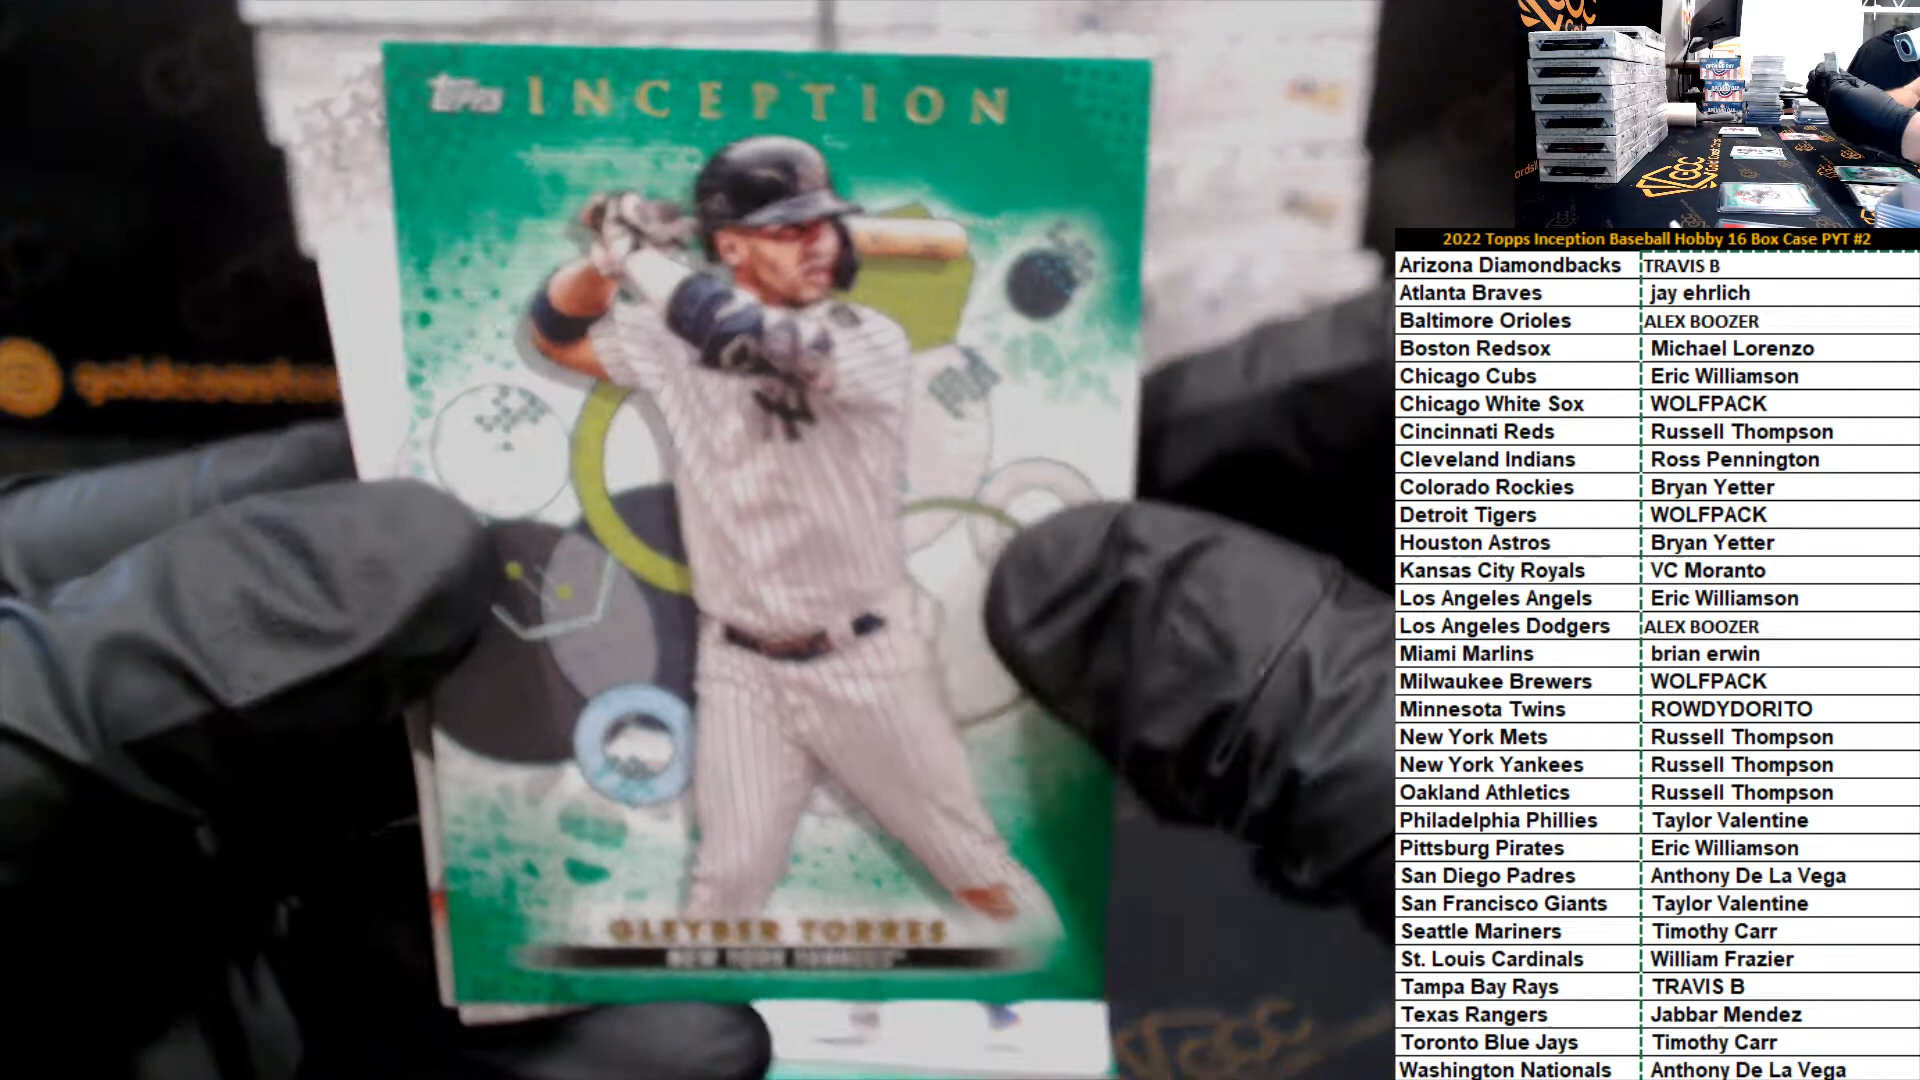 Topps INCEPTION
GLEYBER TORRES
NEW YORK YANKEES
goldcoast
GCC
2022 Topps Inception Baseball Hobby 16 Box Case PYT #2
Arizona Diamondbacks TRAVIS B
Atlanta Braves jay ehrlich
Baltimore Orioles ALEX BOOZER
Boston Redsox Michael Lorenzo
Chicago Cubs Eric Williamson
Chicago White Sox WOLFPACK
Cincinnati Reds Russell Thompson
Cleveland Indians Ross Pennington
Colorado Rockies Bryan Yetter
Detroit Tigers WOLFPACK
Houston Astros Bryan Yetter
Kansas City Royals VC Moranto
Los Angeles Angels Eric Williamson
Los Angeles Dodgers ALEX BOOZER
Miami Marlins brian erwin
Milwaukee Brewers WOLFPACK
Minnesota Twins ROWDYDORITO
New York Mets Russell Thompson
New York Yankees Russell Thompson
Oakland Athletics Russell Thompson
Philadelphia Phillies Taylor Valentine
Pittsburg Pirates Eric Williamson
San Diego Padres Anthony De La Vega
San Francisco Giants Taylor Valentine
Seattle Mariners Timothy Carr
St. Louis Cardinals William Frazier
Tampa Bay Rays TRAVIS B
Texas Rangers Jabbar Mendez
Toronto Blue Jays Timothy Carr
Washington Nationals Anthony De La Vega